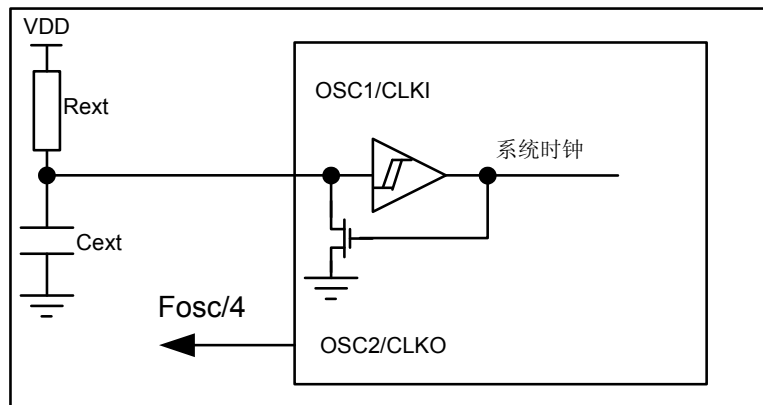 VDD
Rext
Cext
OSC1/CLKI
系统时钟
Fosc/4
OSC2/CLKO